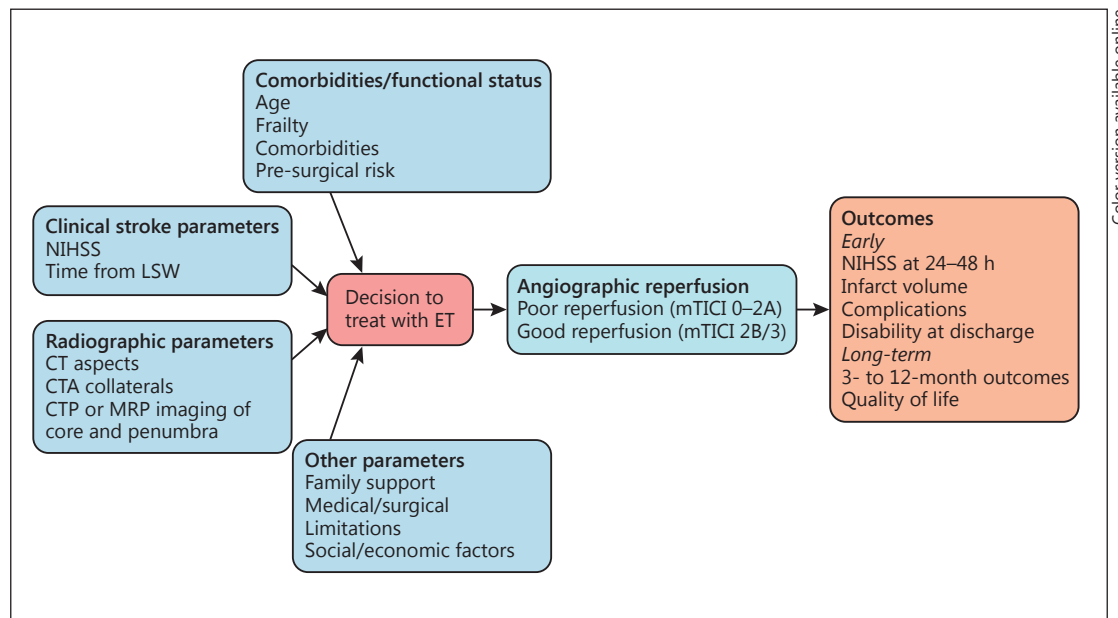 Comorbidities/functional status
Age
Frailty
Comorbidities
Pre-surgical risk
Clinical stroke parameters
NIHSS
Time from LSW
Radiographic parameters
CT aspects
CTA collaterals
CTP or MRP imaging of
core and penumbra
Other parameters
Family support
Medical/surgical
Limitations
Social/economic factors
Decision to
treat with ET
Angiographic reperfusion
Poor reperfusion (mTICI 0–2A)
Good reperfusion (mTICI 2B/3)
Outcomes
Early
NIHSS at 24–48 h
Infarct volume
Complications
Disability at discharge
Long-term
3- to 12-month outcomes
Quality of life
Color version available online